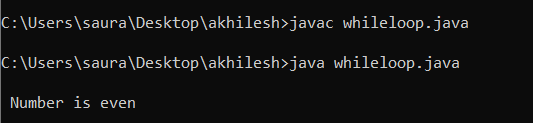 C:\Users\saura\Desktop\akhilesh>javac whileloop.java
C:\Users\saura\Desktop\akhilesh>java whileloop.java
Number is even